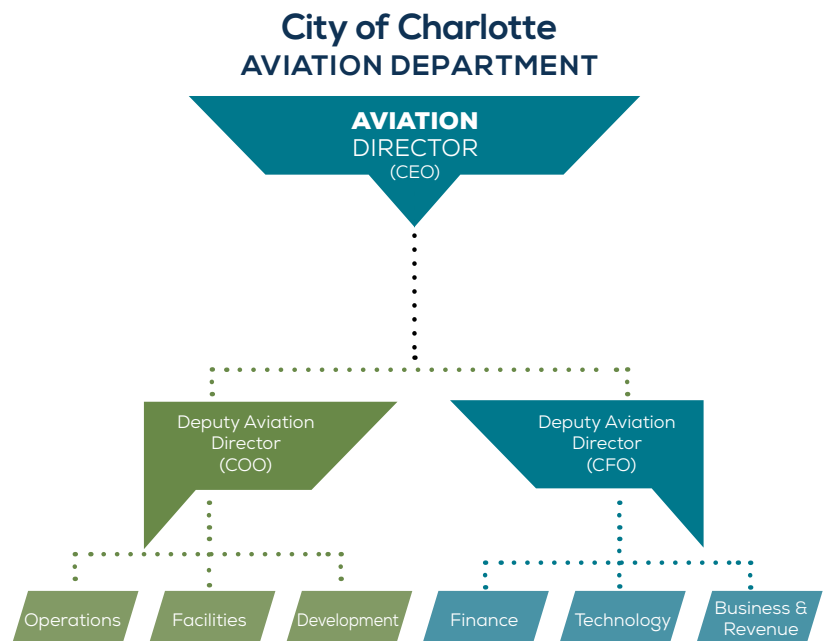 City of Charlotte
AVIATION DEPARTMENT
AVIATION
DIRECTOR
(CEO)
Deputy Aviation
Director
(COO)
Deputy Aviation
Director
(CFO)
Operations
Facilities
Development
Finance
Technology
Business &
Revenue